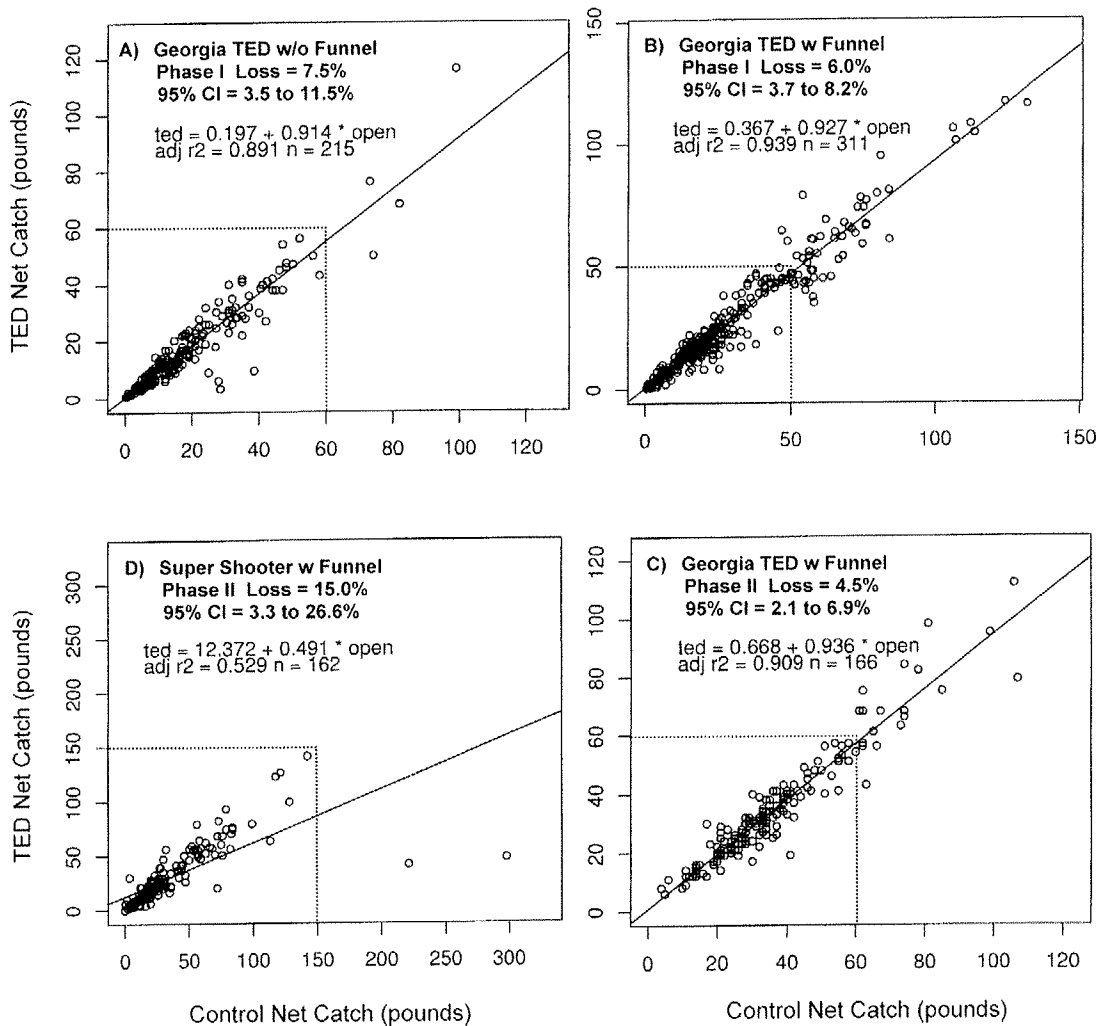 A) Georgia TED w/o Funnel
Phase I Loss = 7.5%
95% CI = 3.5 to 11.5%
ted = 0.197 + 0.914 * open
adj r2 = 0.891 n = 215
TED Net Catch (pounds)
120
100
80
60
40
20
0
0 20 40 60 80 100 120
B) Georgia TED w Funnel
Phase I Loss = 6.0%
95% CI = 3.7 to 8.2%
ted = 0.367 + 0.927 * open
adj r2 = 0.939 n = 311
150
100
50
0
0 50 100 150
D) Super Shooter w Funnel
Phase II Loss = 15.0%
95% CI = 3.3 to 26.6%
ted = 12.372 + 0.491 * open
adj r2 = 0.529 n = 162
TED Net Catch (pounds)
300
250
200
150
100
50
0
0 50 100 150 200 250 300
Control Net Catch (pounds)
C) Georgia TED w Funnel
Phase II Loss = 4.5%
95% CI = 2.1 to 6.9%
ted = 0.668 + 0.936 * open
adj r2 = 0.909 n = 166
120
100
80
60
40
20
0
0 20 40 60 80 100 120
Control Net Catch (pounds)